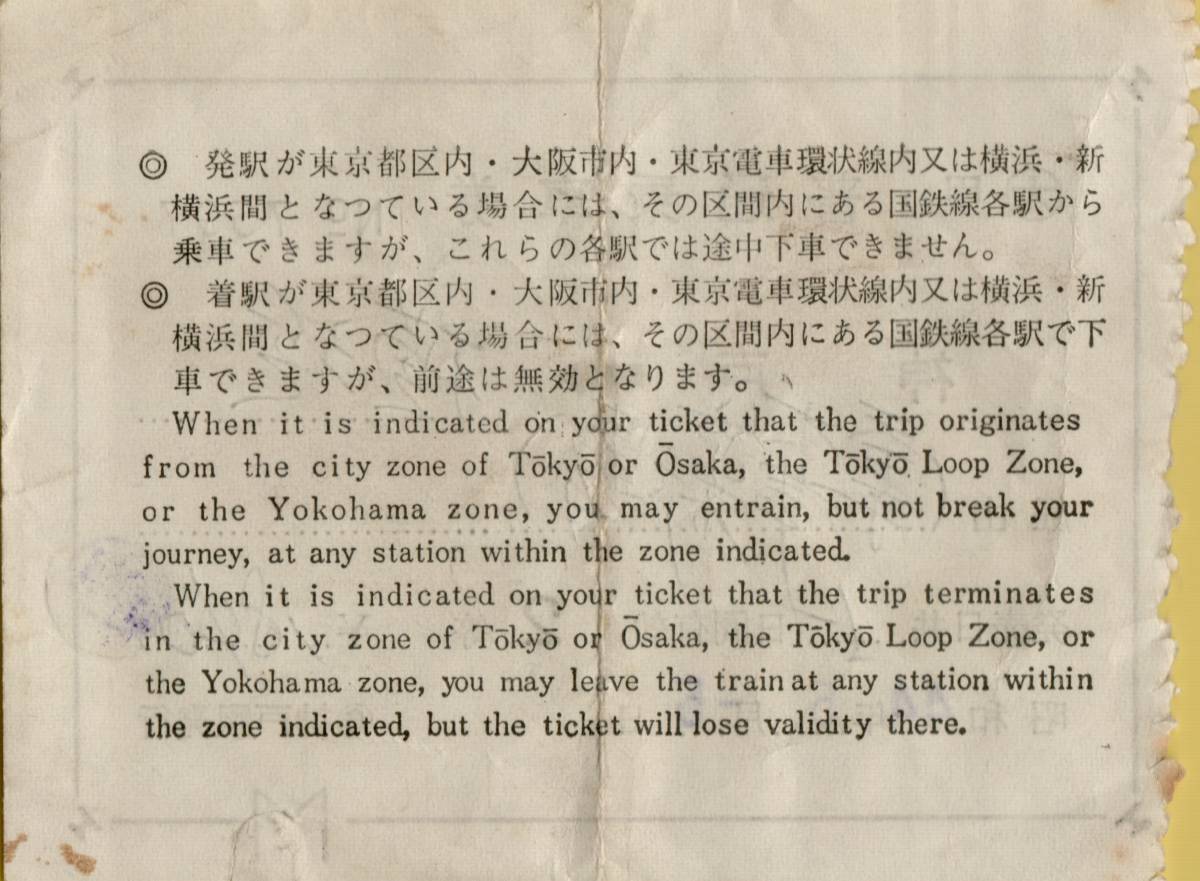 ◎　発駅が東京都区内・大阪市内・東京電車環状線内又は横浜・新
横浜間となつている場合には、その区間内にある国鉄線各駅から
乗車できますが、これらの各駅では途中下車できません。
◎　着駅が東京都区内・大阪市内・東京電車環状線内又は横浜・新
横浜間となつている場合には、その区間内にある国鉄線各駅で下
車できますが、前途は無効となります。
When it is indicated on your ticket that the trip originates
from the city zone of Tōkyō or Ōsaka, the Tōkyō Loop Zone,
or the Yokohama zone, you may entrain, but not break your
journey, at any station within the zone indicated.
When it is indicated on your ticket that the trip terminates
in the city zone of Tōkyō or Ōsaka, the Tōkyō Loop Zone, or
the Yokohama zone, you may leave the train at any station within
the zone indicated, but the ticket will lose validity there.